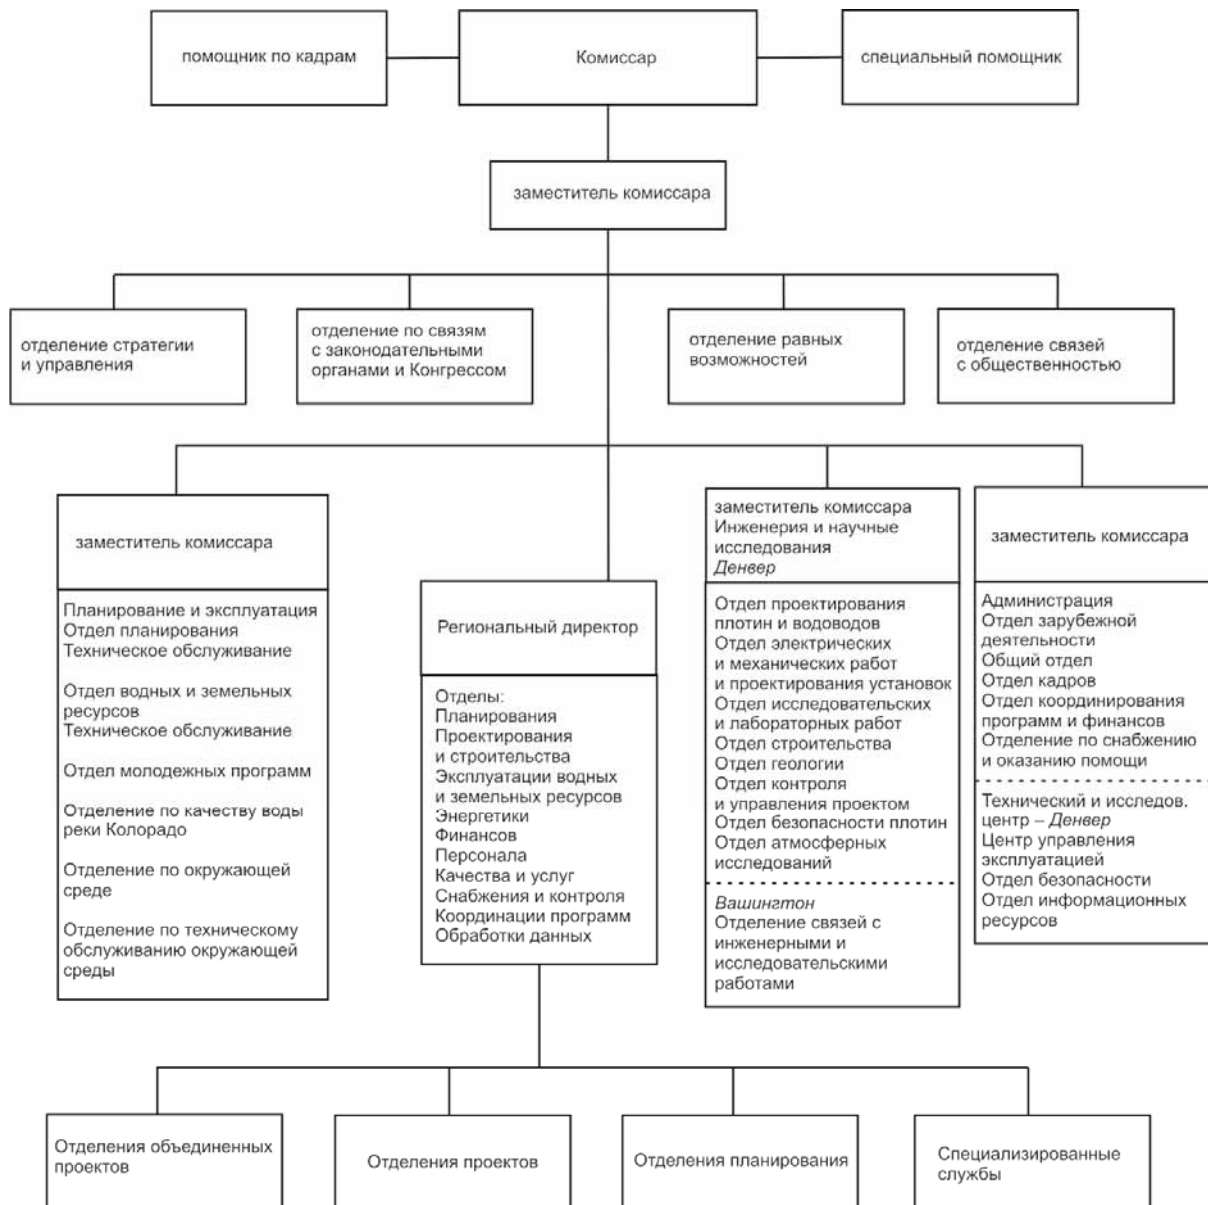 помощник по кадрам
Комиссар
специальный помощник
заместитель комиссара
отделение стратегии
и управления
отделение по связям
с законодательными
органами и Конгрессом
отделение равных
возможностей
отделение связей
с общественностью
заместитель комиссара
Планирование и эксплуатация
Отдел планирования
Техническое обслуживание
Отдел водных и земельных
ресурсов
Техническое обслуживание
Отдел молодежных программ
Отделение по качеству воды
реки Колорадо
Отделение по окружающей
среде
Отделение по техническому
обслуживанию окружающей
среды
Региональный директор
Отделы:
Планирования
Проектирования
и строительства
Эксплуатации водных
и земельных ресурсов
Энергетики
Финансов
Персонала
Качества и услуг
Снабжения и контроля
Координации программ
Обработки данных
заместитель комиссара
Инженерия и научные
исследования
Денвер
Отдел проектирования
плотин и водоводов
Отдел электрических
и механических работ
и проектирования установок
Отдел исследовательских
и лабораторных работ
Отдел строительства
Отдел геологии
Отдел контроля
и управления проектом
Отдел безопасности плотин
Отдел атмосферных
исследований
Вашингтон
Отделение связей с
инженерными и
исследовательскими
работами
заместитель комиссара
Администрация
Отдел зарубежной
деятельности
Общий отдел
Отдел кадров
Отдел координирования
программ и финансов
Отделение по снабжению
и оказанию помощи
Технический и исследов.
центр – Денвер
Центр управления
эксплуатацией
Отдел безопасности
Отдел информационных
ресурсов
Отделения объединенных
проектов
Отделения проектов
Отделения планирования
Специализированные
службы